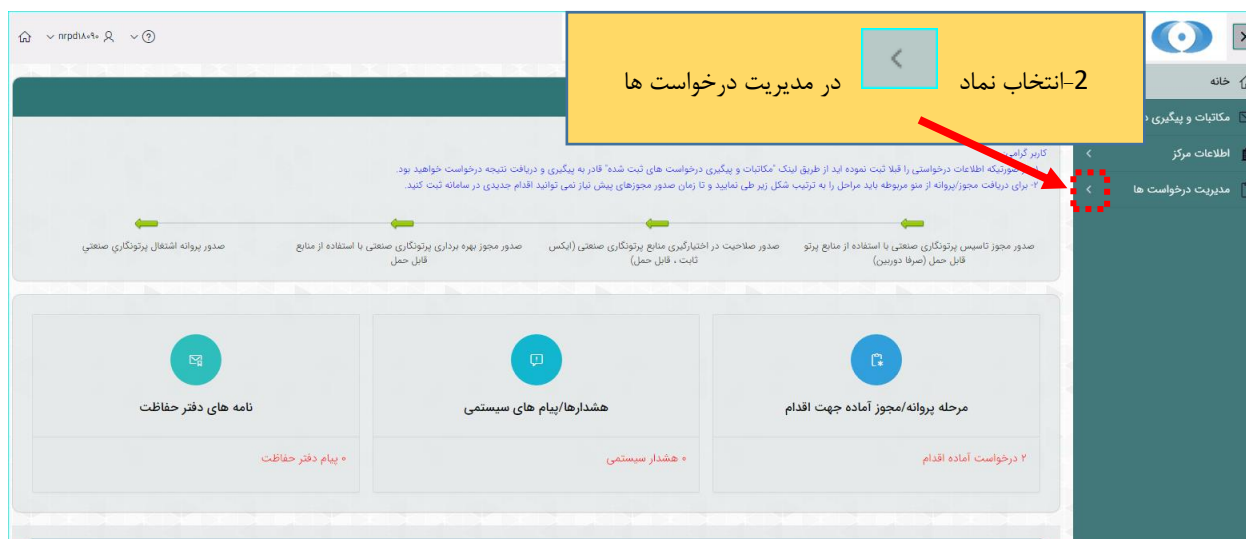 nrpd۱۸۰۹۰
2-انتخاب نماد < در مدیریت درخواست ها
خانه
مکاتبات و پیگیری
اطلاعات مرکز
مدیریت درخواست ها
کاربر گرامی
قبلا ثبت نموده اید از طریق لینک "مکاتبات و پیگیری درخواست های ثبت شده" قادر به پیگیری و دریافت نتیجه درخواست خواهید بود.
۲- برای دریافت مجوز/پروانه از منو مربوطه باید مراحل را به ترتیب شکل زیر طی نمایید و تا زمان صدور مجوزهای پیش نیاز نمی توانید اقدام جدیدی در سامانه ثبت کنید.
صدور مجوز تاسیس پرتونگاری صنعتی با استفاده از منابع پرتو
قابل حمل (صرفا دوربین)
صدور صلاحیت در اختیارگیری منابع پرتونگاری صنعتی (ایکس
ثابت ، قابل حمل)
صدور مجوز بهره برداری پرتونگاری صنعتی با استفاده از منابع
قابل حمل
صدور پروانه اشتغال پرتونگاري صنعتي
مرحله پروانه/مجوز آماده جهت اقدام
هشدارها/پیام های سیستمی
نامه های دفتر حفاظت
۲ درخواست آماده اقدام
۰ هشدار سیستمی
۰ پیام دفتر حفاظت